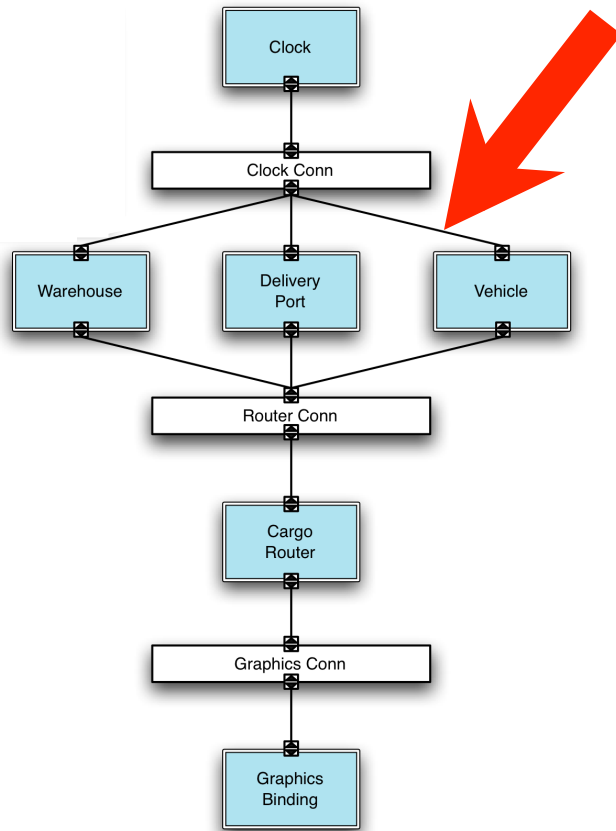 Clock
Clock Conn
Warehouse
Delivery
Port
Vehicle
Router Conn
Cargo
Router
Graphics Conn
Graphics
Binding